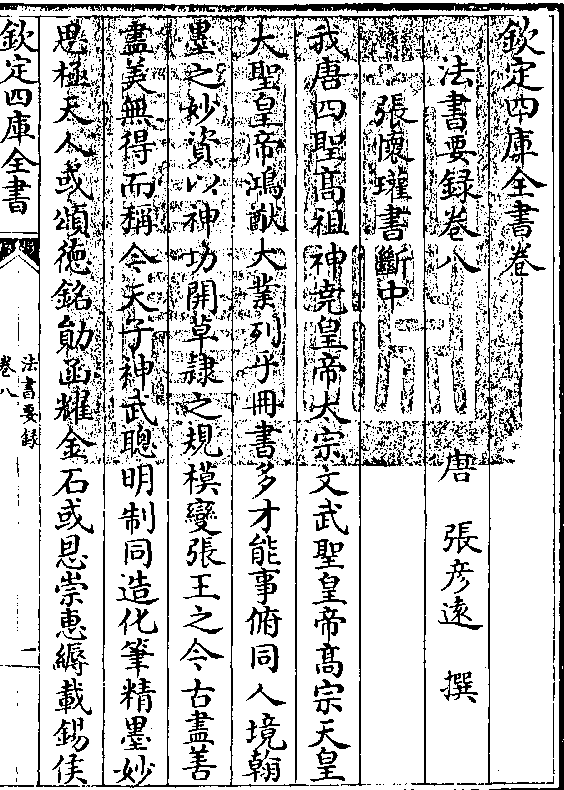 欽定四庫全書卷
法書要録卷八
唐　張彦遠　撰
張懷瓘書斷中
我唐四聖髙祖神堯皇帝太宗文武聖皇帝髙宗天皇
大聖皇帝鴻猷大業列乎冊書多才能事俯同人境翰
墨之妙資以神功開草隷之規模變張王之今古盡善
盡美無得而稱今天子神武聰明制同造化筆精墨妙
思極天人或頌徳銘勛函耀金石或恩崇惠縟載錫侯
欽定四庫全書
法書要録
卷八
一